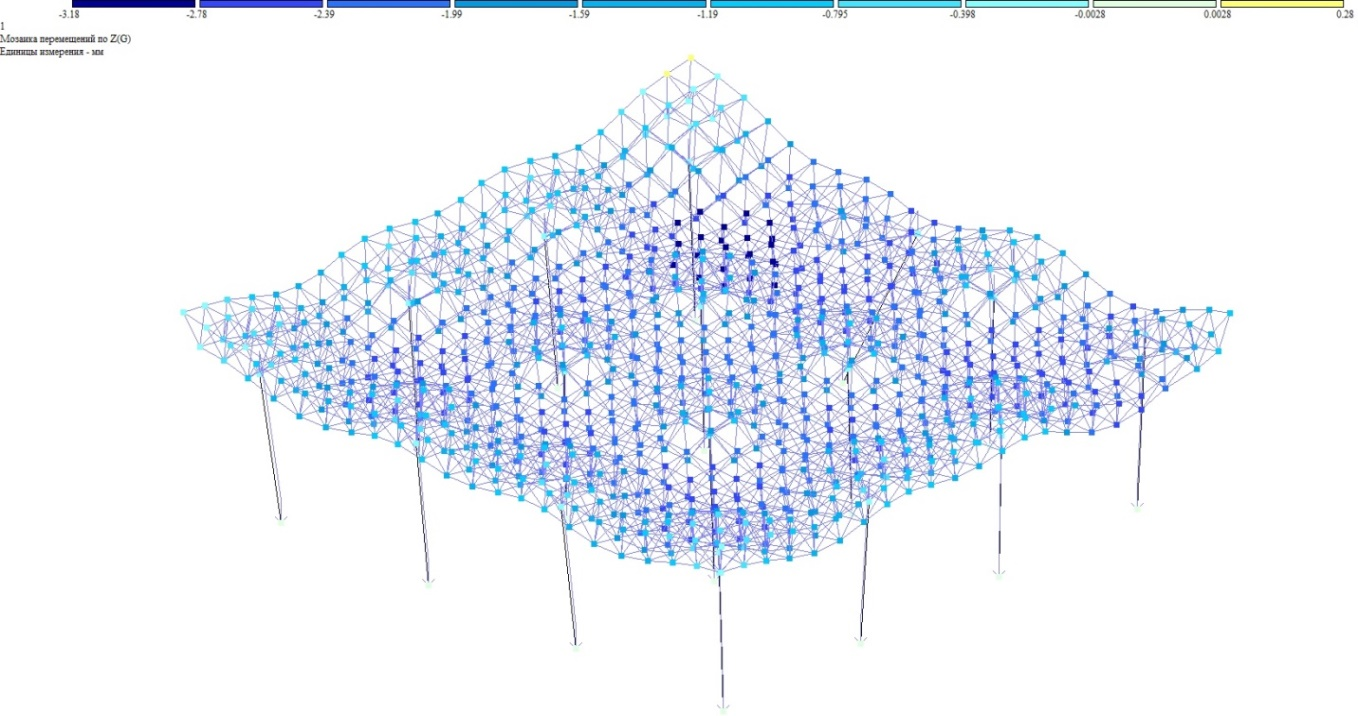 -3.18 -2.78 -2.39 -1.99 -1.59 -1.19 -0.795 -0.398 -0.0028 0.0028 0.28
1
Мозаика перемещений по Z(G)
Единицы измерения - мм